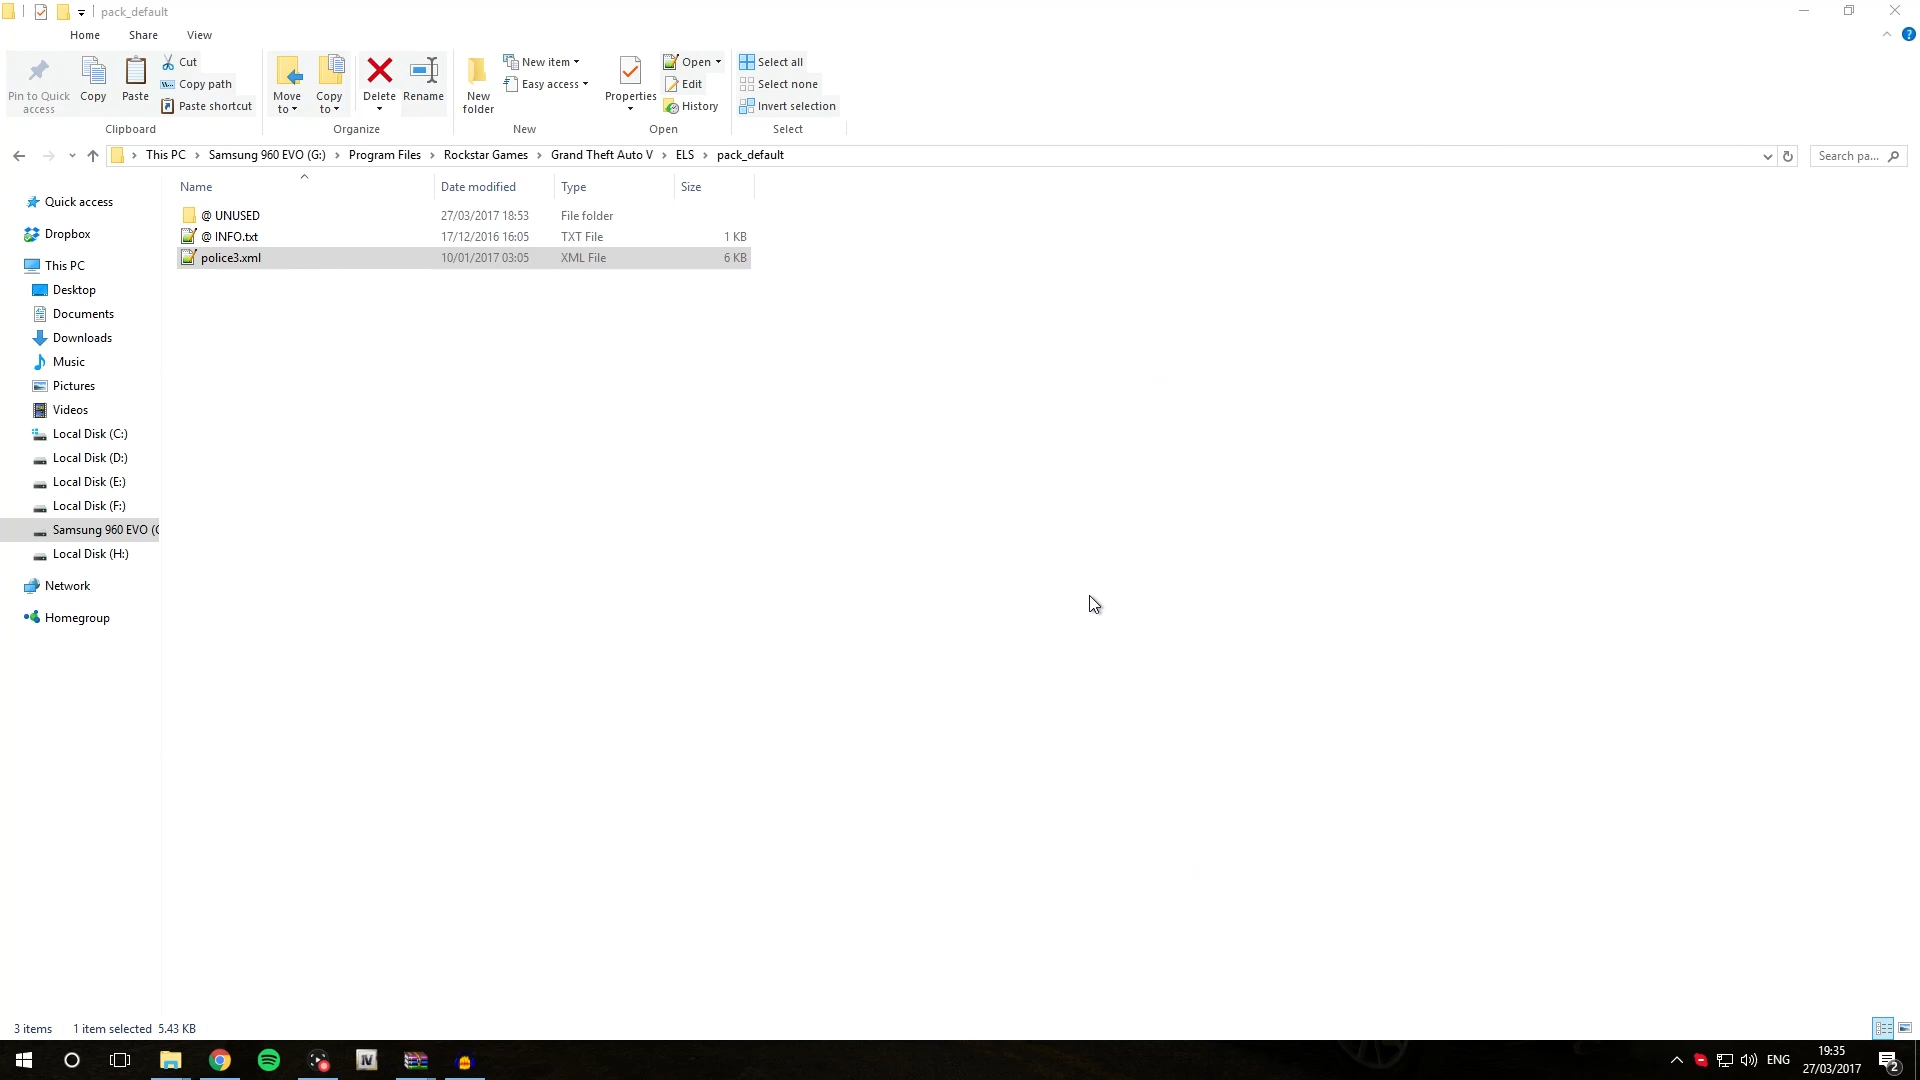 pack_default
Home Share View
Pin to Quick access
Copy
Paste
Cut
Copy path
Paste shortcut
Clipboard
Move to
Copy to
Delete
Rename
Organize
New folder
New item
Easy access
New
Properties
Open
Edit
History
Open
Select all
Select none
Invert selection
Select
This PC > Samsung 960 EVO (G:) > Program Files > Rockstar Games > Grand Theft Auto V > ELS > pack_default
Search pa...
Name Date modified Type Size
@ UNUSED 27/03/2017 18:53 File folder
@ INFO.txt 17/12/2016 16:05 TXT File 1 KB
police3.xml 10/01/2017 03:05 XML File 6 KB
Quick access
Dropbox
This PC
Desktop
Documents
Downloads
Music
Pictures
Videos
Local Disk (C:)
Local Disk (D:)
Local Disk (E:)
Local Disk (F:)
Samsung 960 EVO (
Local Disk (H:)
Network
Homegroup
3 items 1 item selected 5.43 KB
IV
ENG
19:35
27/03/2017
2